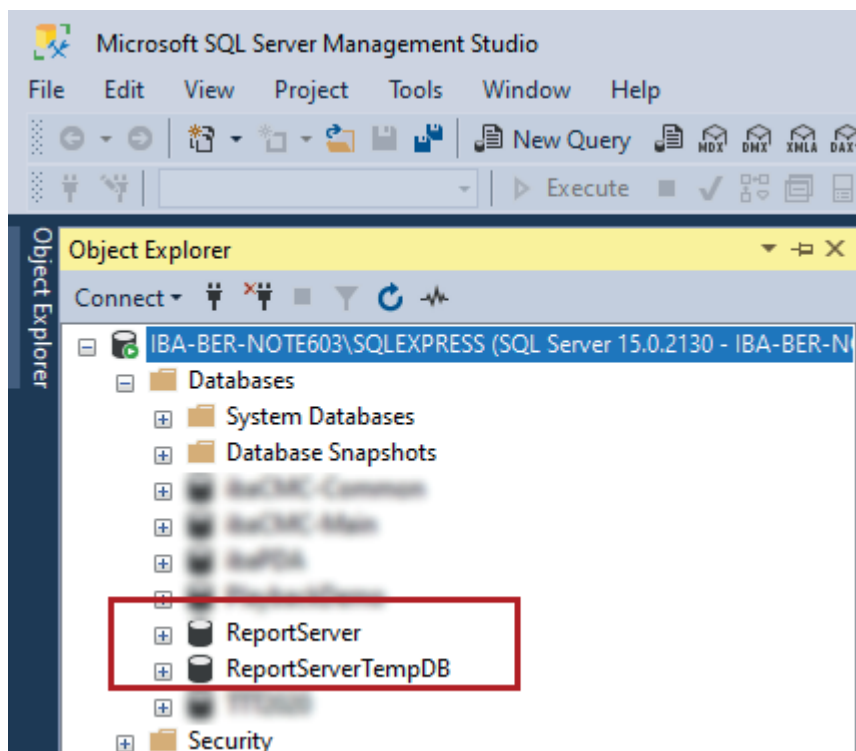 Microsoft SQL Server Management Studio
File Edit View Project Tools Window Help
New Query MDX DMX XMLA DAX
Execute
Object Explorer
Object Explorer
Connect
IBA-BER-NOTE603\SQLEXPRESS (SQL Server 15.0.2130 - IBA-BER-N
Databases
System Databases
Database Snapshots
ReportServer
ReportServerTempDB
Security